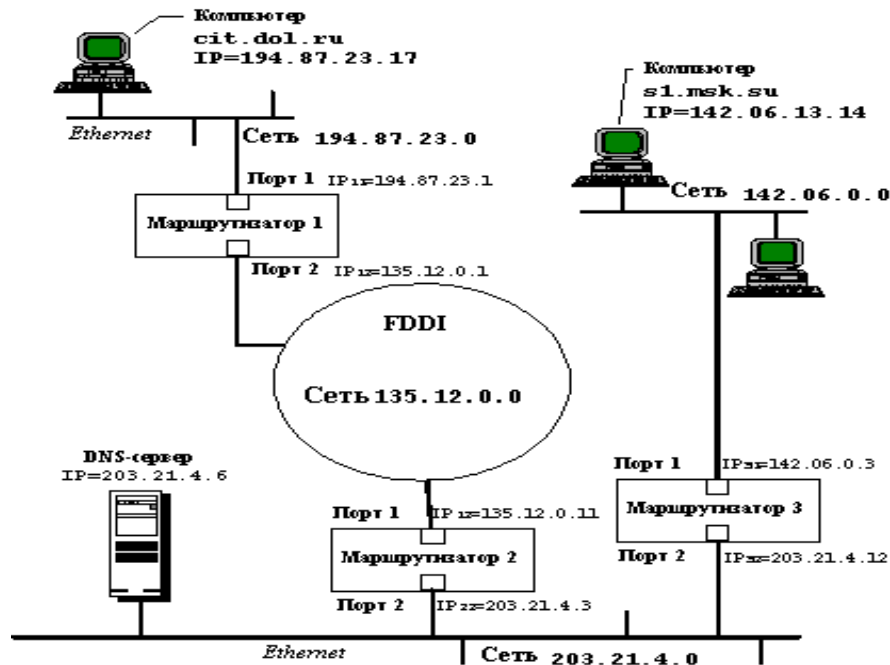 Компьютер
cit.dol.ru
IP=194.87.23.17
Компьютер
s1.msk.su
IP=142.06.13.14
Ethernet
Сеть 194.87.23.0
Порт 1 IP₁₁=194.87.23.1
Сеть 142.06.0.0
Маршрутизатор 1
Порт 2 IP₁₂=135.12.0.1
FDDI
Сеть 135.12.0.0
DNS-сервер
IP=203.21.4.6
Порт 1 =142.06.0.3
Порт 1 =135.12.0.11
Маршрутизатор 3
Маршрутизатор 2
Порт 2 =203.21.4.12
Порт 2 IP₂₂=203.21.4.3
Ethernet
Сеть 203.21.4.0